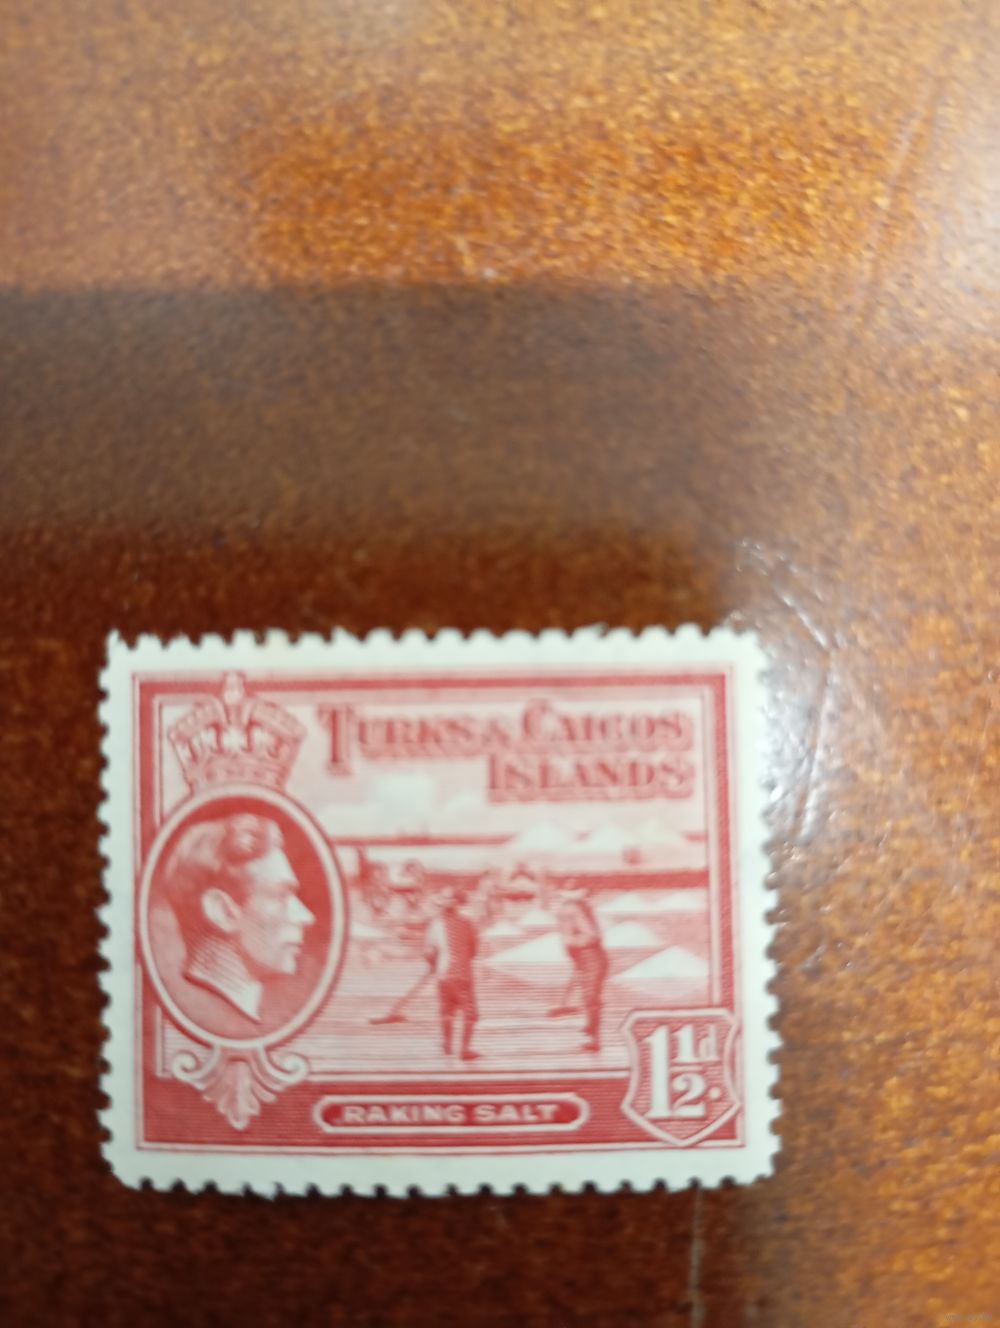 TURKS & CAICOS
ISLANDS
RAKING SALT
1½d.